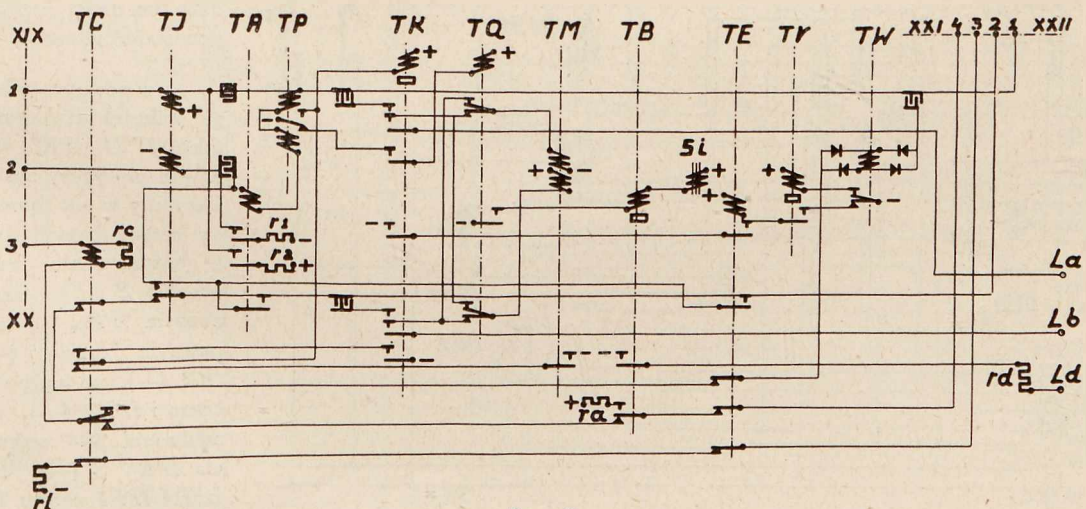 XIX TC TJ TA TP TK TQ TM TB TE TV TW XXI 4 3 2 1 XXII
1
2
3
XX
rc
r1
r2
Si
La
Lb
Ld
rd
ra
rl